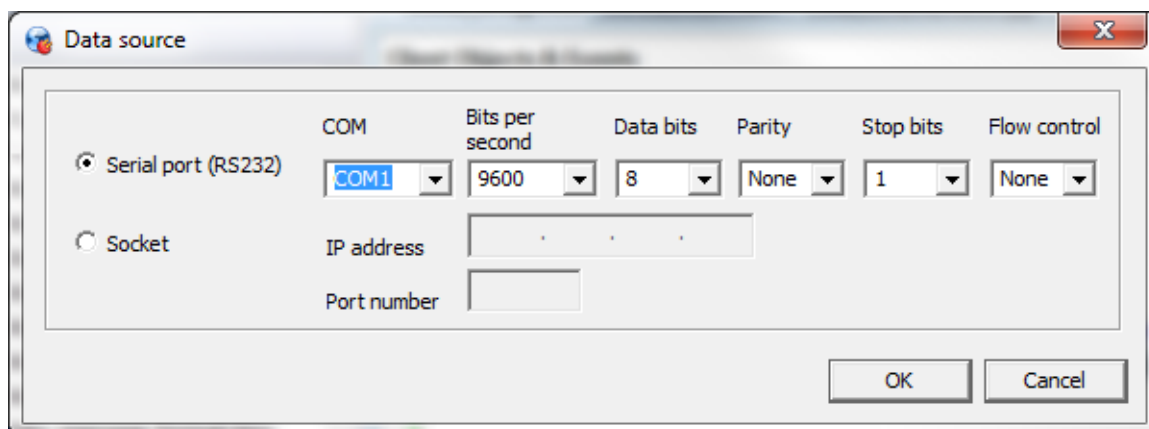 Data source
COM
Bits per
second
Data bits
Parity
Stop bits
Flow control
Serial port (RS232)
COM1
9600
8
None
1
None
Socket
IP address
. . .
Port number
OK
Cancel